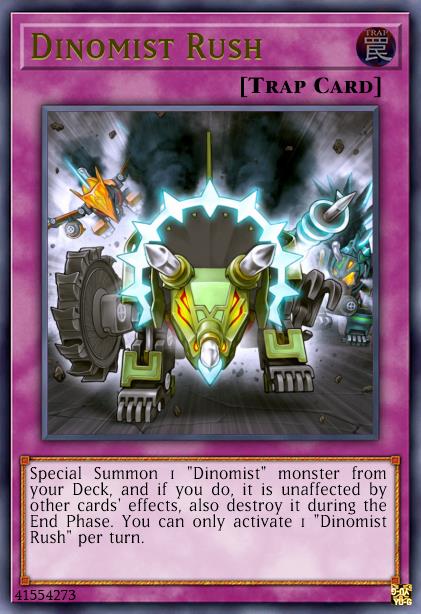 DINOMIST RUSH
TRAP
罠
[TRAP CARD]
Special Summon 1 "Dinomist" monster from
your Deck, and if you do, it is unaffected by
other cards' effects, also destroy it during the
End Phase. You can only activate 1 "Dinomist
Rush" per turn.
41554273